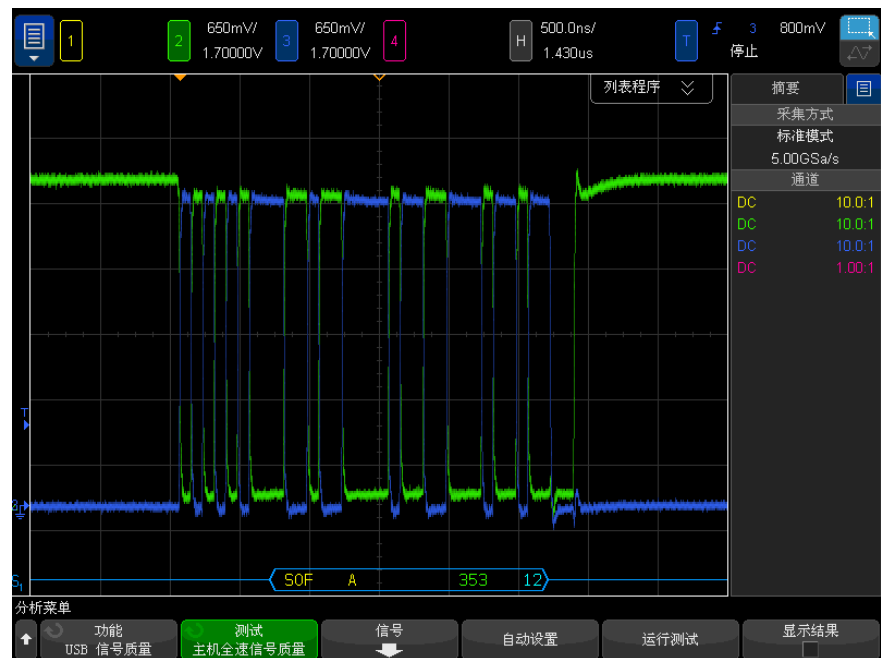 1 2 650mV/ 3 650mV/ 4 H 500.0ns/ T 3 800mV
1.70000V 1.70000V 1.430us 停止
列表程序
摘要
采集方式
标准模式
5.00GSa/s
通道
DC 10.0:1
DC 10.0:1
DC 10.0:1
DC 1.00:1
T
2
S1 SOF A 353 12
分析菜单
功能 测试 信号 自动设置 运行测试 显示结果
USB 信号质量 主机全速信号质量